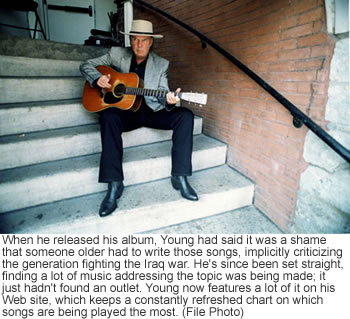 When he released his album, Young had said it was a shame
that someone older had to write those songs, implicitly criticizing
the generation fighting the Iraq war. He's since been set straight,
finding a lot of music addressing the topic was being made; it
just hadn't found an outlet. Young now features a lot of it on his
Web site, which keeps a constantly refreshed chart on which
songs are being played the most. (File Photo)